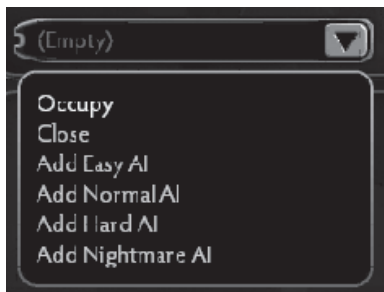 (Empty)
Occupy
Close
Add Easy AI
Add Normal AI
Add Hard AI
Add Nightmare AI